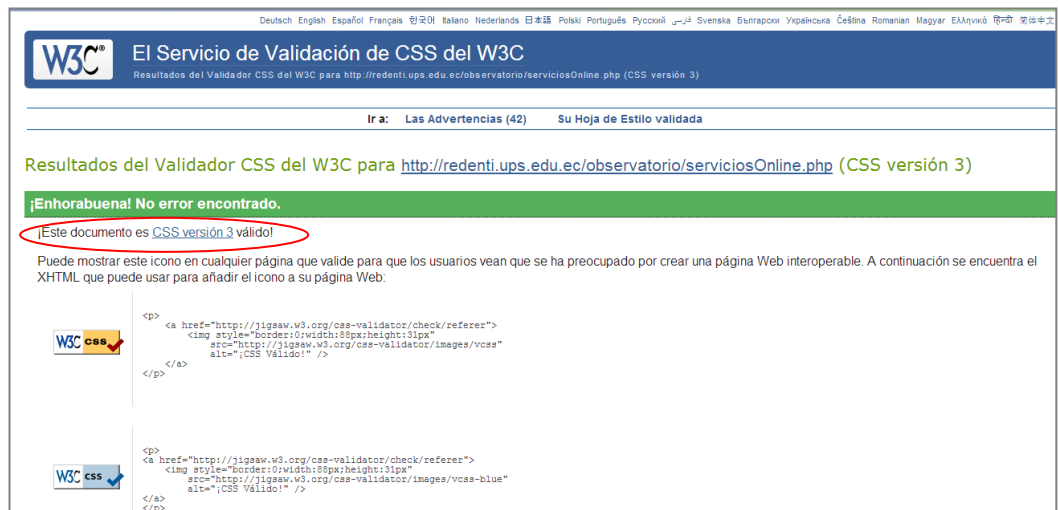 Deutsch English Español Français 한국어 Italiano Nederlands 日本語 Polski Português Русский فارسی Svenska Български Українська Čeština Romanian Magyar Ελληνικά हिन्दी 简体中文
W3C®
El Servicio de Validación de CSS del W3C
Resultados del Validador CSS del W3C para http://redenti.ups.edu.ec/observatorio/serviciosOnline.php (CSS versión 3)
Ir a: Las Advertencias (42) Su Hoja de Estilo validada
Resultados del Validador CSS del W3C para http://redenti.ups.edu.ec/observatorio/serviciosOnline.php (CSS versión 3)
¡Enhorabuena! No error encontrado.
¡Este documento es CSS versión 3 válido!
Puede mostrar este icono en cualquier página que valide para que los usuarios vean que se ha preocupado por crear una página Web interoperable. A continuación se encuentra el
XHTML que puede usar para añadir el icono a su página Web:
W3C css
<p>
<a href="http://jigsaw.w3.org/css-validator/check/referer">
<img style="border:0;width:88px;height:31px"
src="http://jigsaw.w3.org/css-validator/images/vcss"
alt="¡CSS Válido!" />
</a>
</p>
W3C css
<p>
<a href="http://jigsaw.w3.org/css-validator/check/referer">
<img style="border:0;width:88px;height:31px"
src="http://jigsaw.w3.org/css-validator/images/vcss-blue"
alt="¡CSS Válido!" />
</a>
</p>